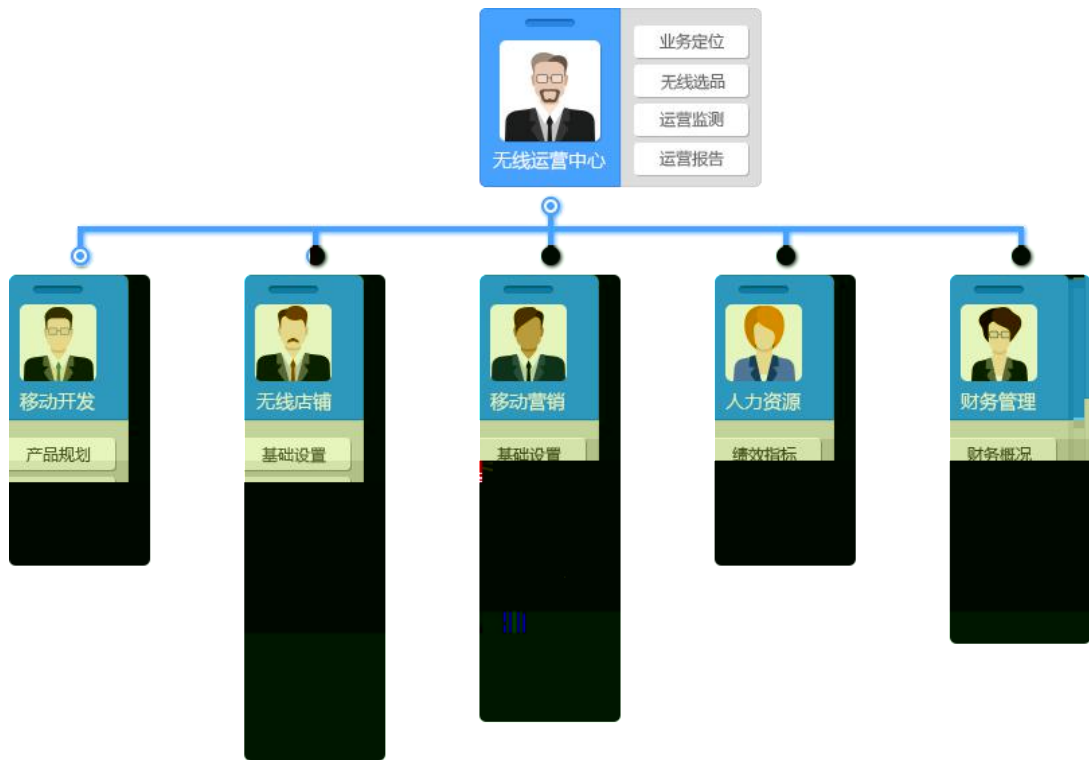 业务定位
无线选品
运营监测
运营报告
无线运营中心
移动开发
无线店铺
移动营销
人力资源
财务管理
产品规划
基础设置
基础设置
绩效指标
财务概况